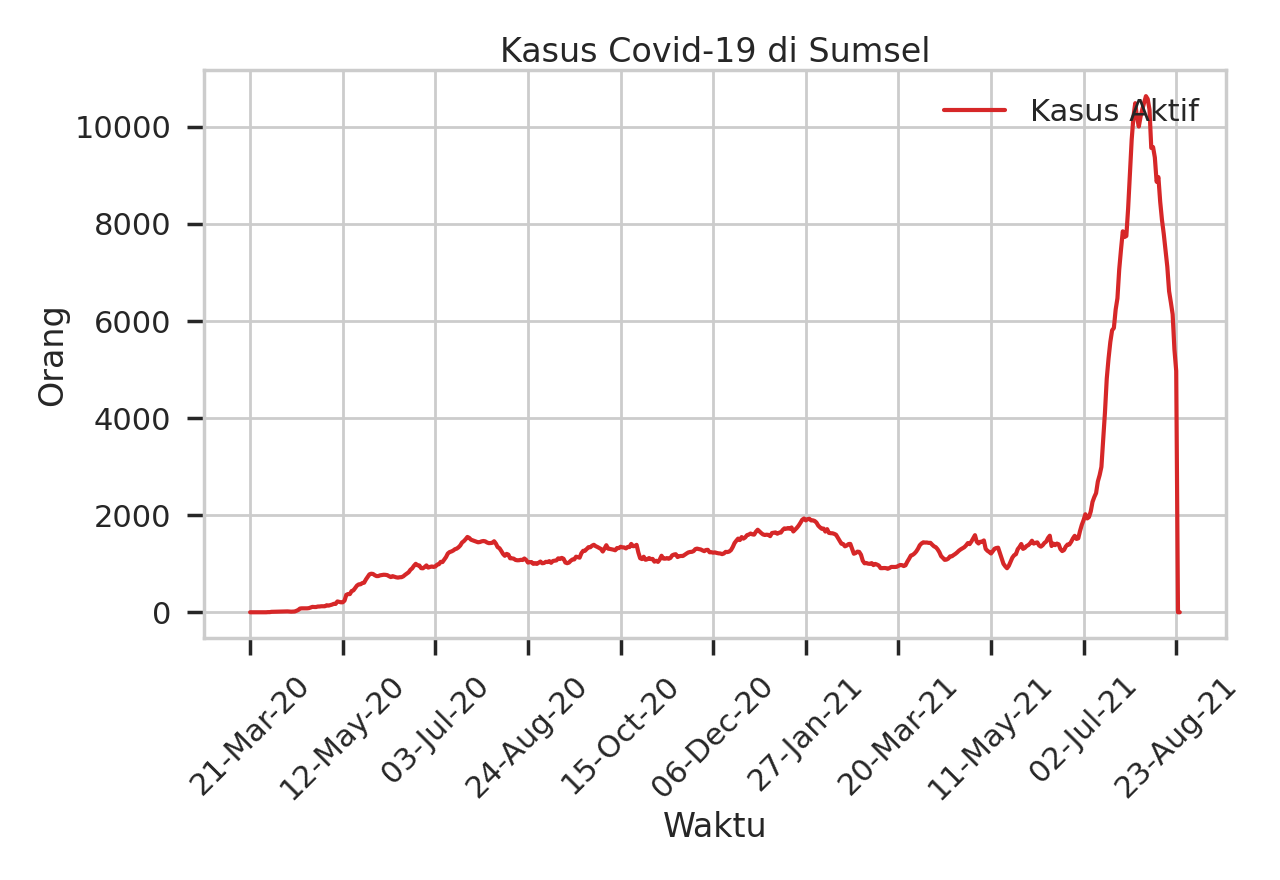 Kasus Covid-19 di Sumsel
Kasus Aktif
Orang
10000
8000
6000
4000
2000
0
21-Mar-20
12-May-20
03-Jul-20
24-Aug-20
15-Oct-20
06-Dec-20
27-Jan-21
20-Mar-21
11-May-21
02-Jul-21
23-Aug-21
Waktu